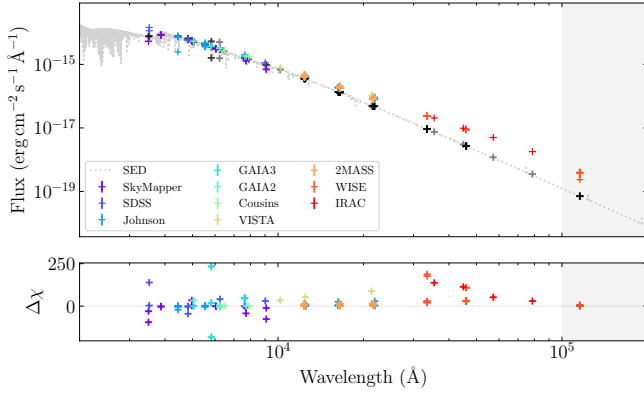 Flux (erg cm⁻² s⁻¹ Å⁻¹)
10⁻¹⁵
10⁻¹⁷
10⁻¹⁹
SED
SkyMapper
SDSS
Johnson
GAIA3
GAIA2
Cousins
VISTA
2MASS
WISE
IRAC
Δχ
250
0
10⁴
10⁵
Wavelength (Å)